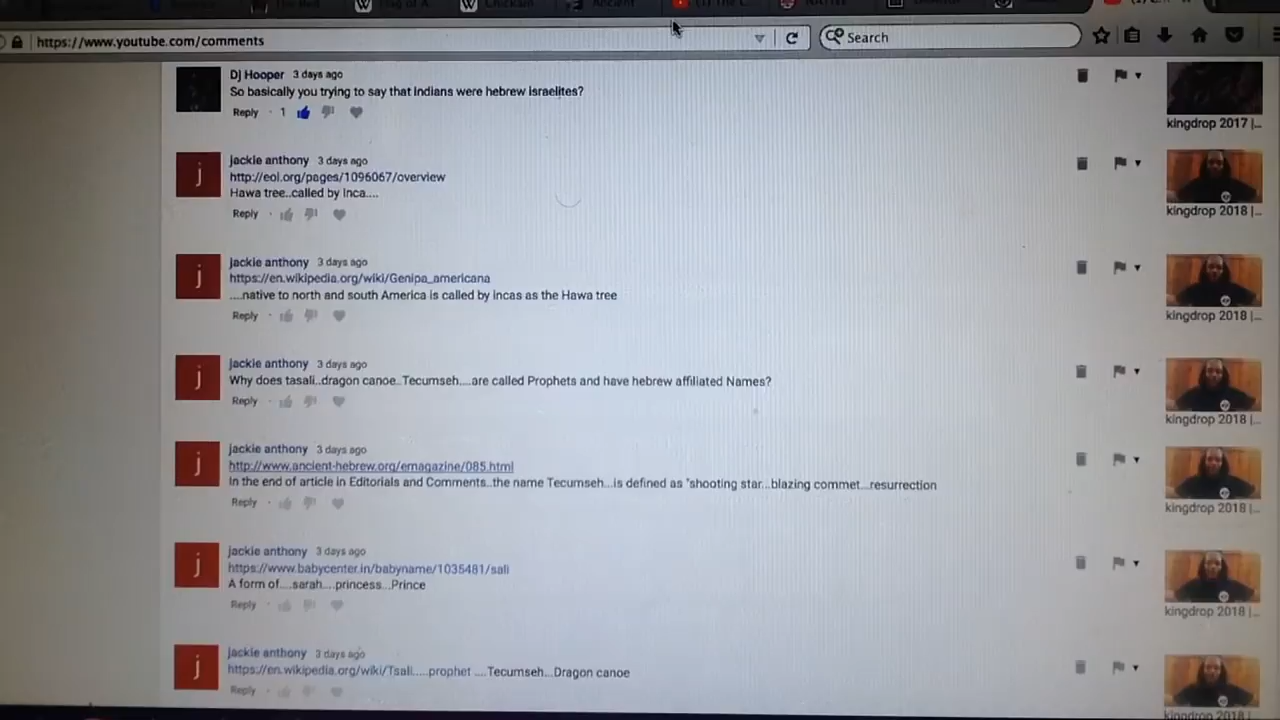 https://www.youtube.com/comments
Search
DJ Hooper 3 days ago
So basically you trying to say that Indians were hebrew israelites?
Reply · 1
kingdrop 2017 |...
jackie anthony 3 days ago
http://eol.org/pages/1096067/overview
Hawa tree..called by Inca....
Reply ·
kingdrop 2018 |...
jackie anthony 3 days ago
https://en.wikipedia.org/wiki/Genipa_americana
....native to north and south America is called by incas as the Hawa tree
Reply ·
kingdrop 2018 |...
jackie anthony 3 days ago
Why does tasali..dragon canoe..Tecumseh....are called Prophets and have hebrew affiliated Names?
Reply ·
kingdrop 2018 |...
jackie anthony 3 days ago
http://www.ancient-hebrew.org/emagazine/085.html
In the end of article in Editorials and Comments..the name Tecumseh...is defined as "shooting star...blazing commet...resurrection
Reply ·
kingdrop 2018 |...
jackie anthony 3 days ago
https://www.babycenter.in/babyname/1035481/sali
A form of....sarah....princess...Prince
Reply ·
kingdrop 2018 |...
jackie anthony 3 days ago
https://en.wikipedia.org/wiki/Tsali.....prophet ....Tecumseh...Dragon canoe
Reply ·
kingdrop 2018 |...
j
j
j
j
j
j